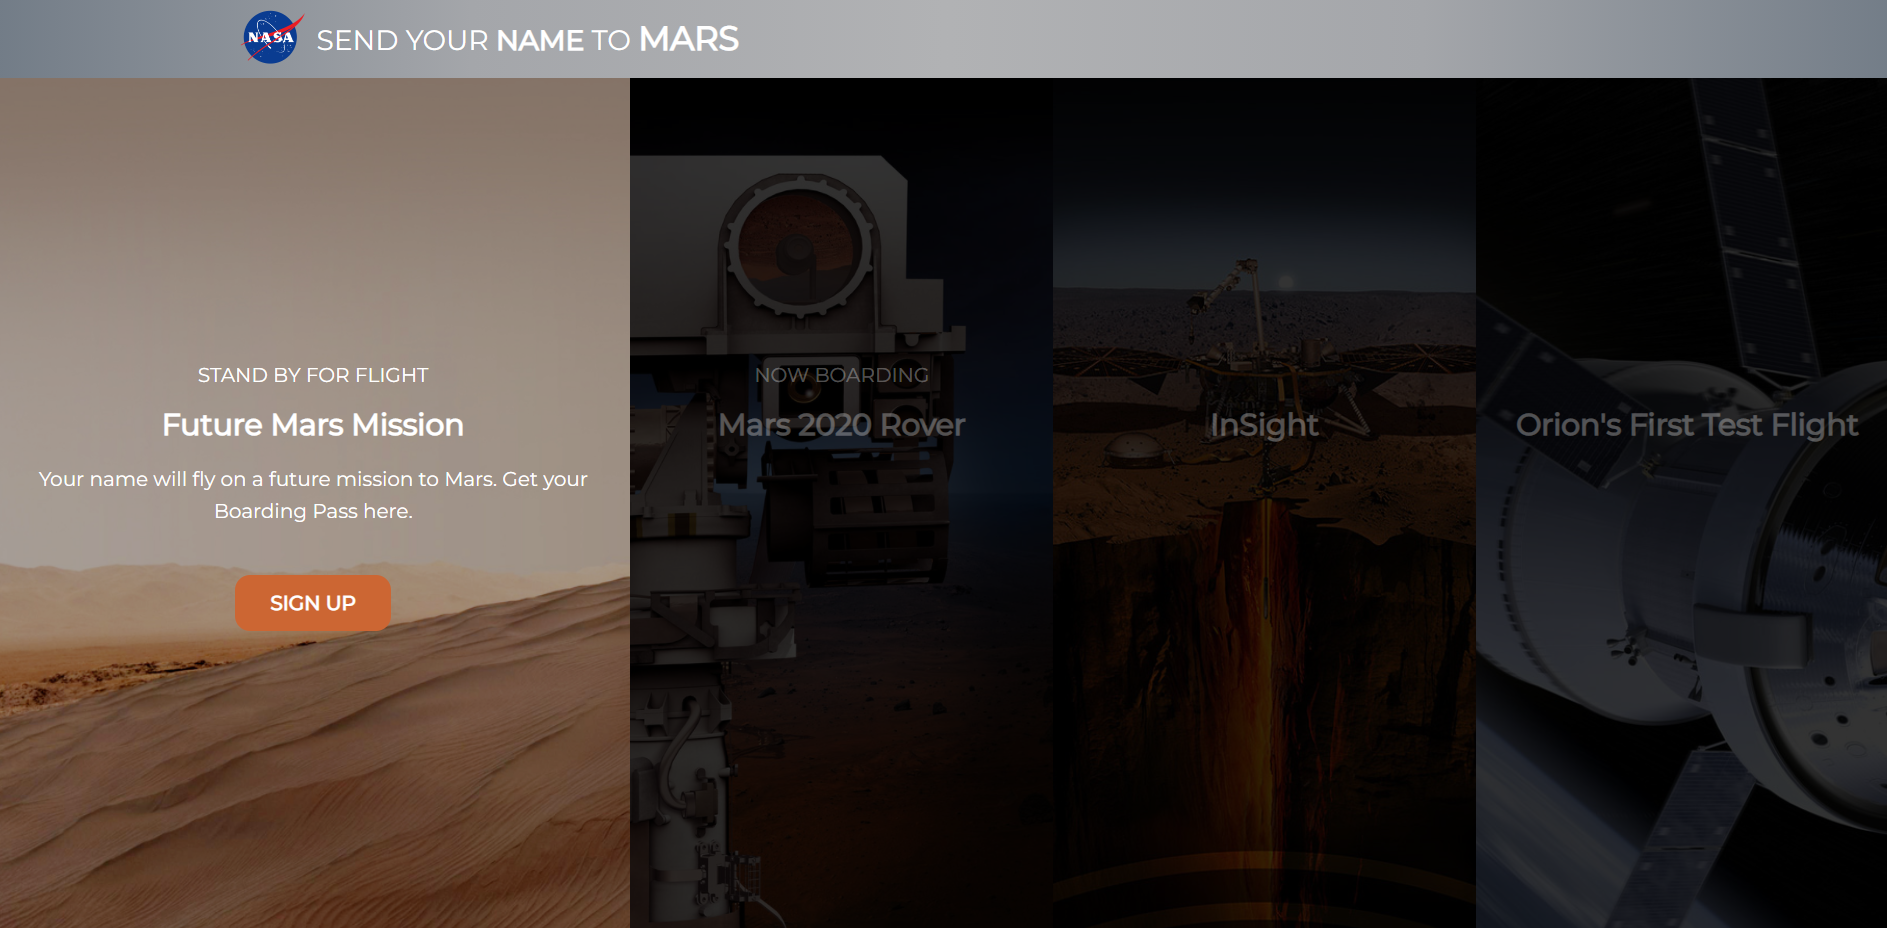 NASA
SEND YOUR NAME TO MARS
STAND BY FOR FLIGHT
Future Mars Mission
Your name will fly on a future mission to Mars. Get your
Boarding Pass here.
SIGN UP
NOW BOARDING
Mars 2020 Rover
InSight
Orion's First Test Flight